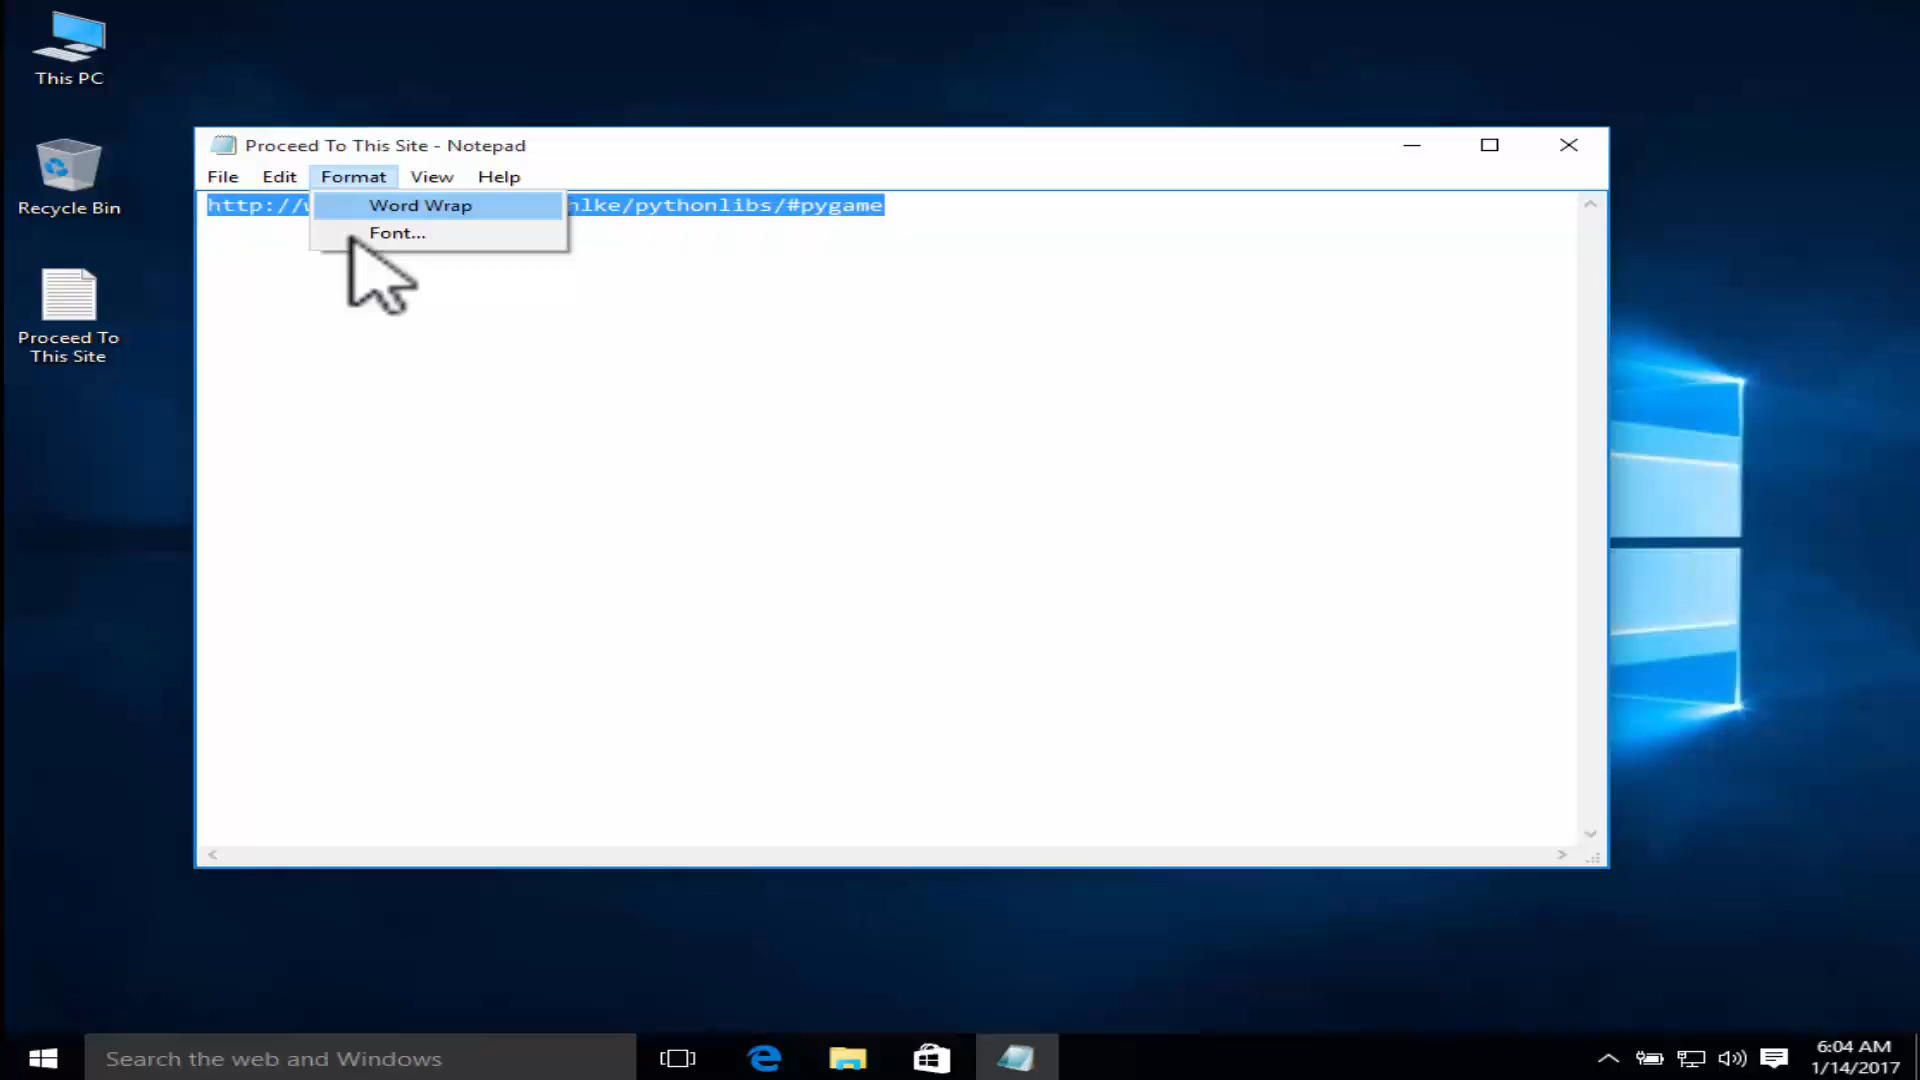 This PC
Recycle Bin
Proceed To
This Site
Proceed To This Site - Notepad
File Edit Format View Help
http:// nlke/pythonlibs/#pygame
Word Wrap
Font...
Search the web and Windows
6:04 AM
1/14/2017